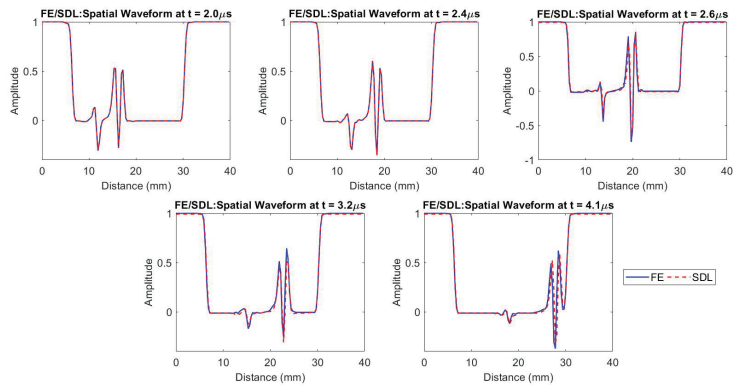 FE/SDL:Spatial Waveform at t = 2.0μs
FE/SDL:Spatial Waveform at t = 2.4μs
FE/SDL:Spatial Waveform at t = 2.6μs
Amplitude
1
0.5
0
0 10 20 30 40
Distance (mm)
Amplitude
1
0.5
0
0 10 20 30 40
Distance (mm)
Amplitude
1
0.5
0
-0.5
-1
0 10 20 30 40
Distance (mm)
FE/SDL:Spatial Waveform at t = 3.2μs
FE/SDL:Spatial Waveform at t = 4.1μs
Amplitude
1
0.5
0
0 10 20 30 40
Distance (mm)
Amplitude
1
0.5
0
0 10 20 30 40
Distance (mm)
FE SDL